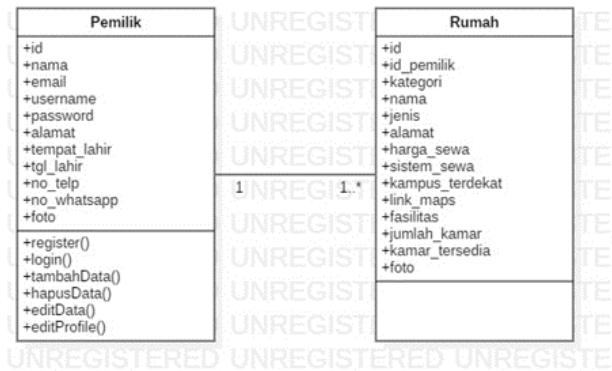 Pemilik
+id
+nama
+email
+username
+password
+alamat
+tempat_lahir
+tgl_lahir
+no_telp
+no_whatsapp
+foto
+register()
+login()
+tambahData()
+hapusData()
+editData()
+editProfile()
1
1..*
Rumah
+id
+id_pemilik
+kategori
+nama
+jenis
+alamat
+harga_sewa
+sistem_sewa
+kampus_terdekat
+link_maps
+fasilitas
+jumlah_kamar
+kamar_tersedia
+foto
UNREGISTERED UNREGISTERED UNREGISTE